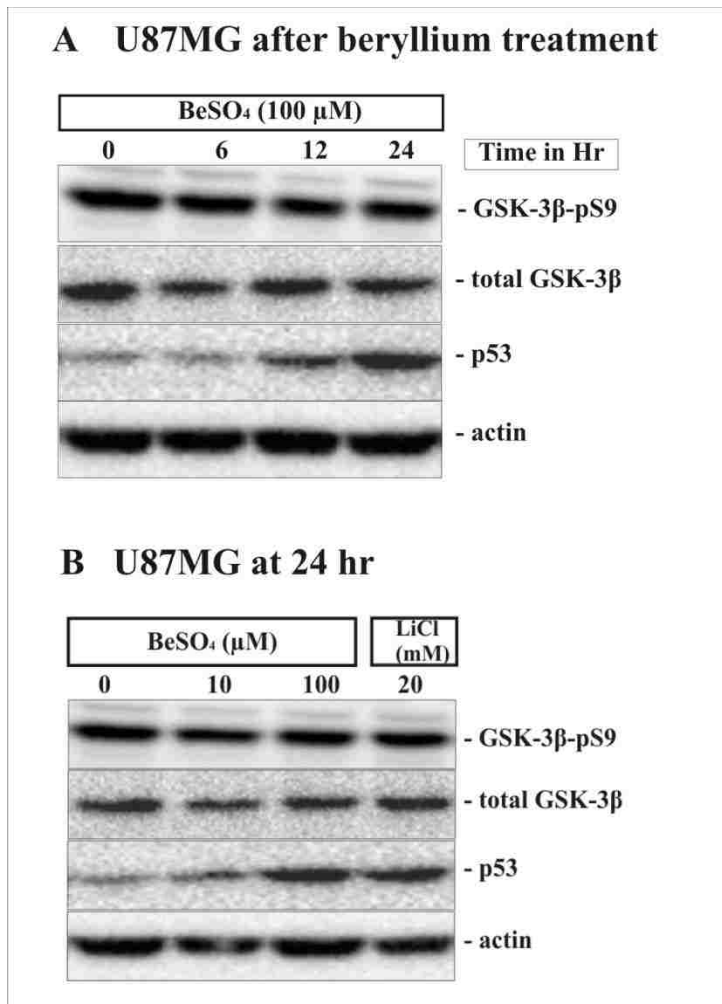 A U87MG after beryllium treatment
BeSO₄ (100 µM)
0 6 12 24 Time in Hr
- GSK-3β-pS9
- total GSK-3β
- p53
- actin
B U87MG at 24 hr
BeSO₄ (µM) LiCl (mM)
0 10 100 20
- GSK-3β-pS9
- total GSK-3β
- p53
- actin